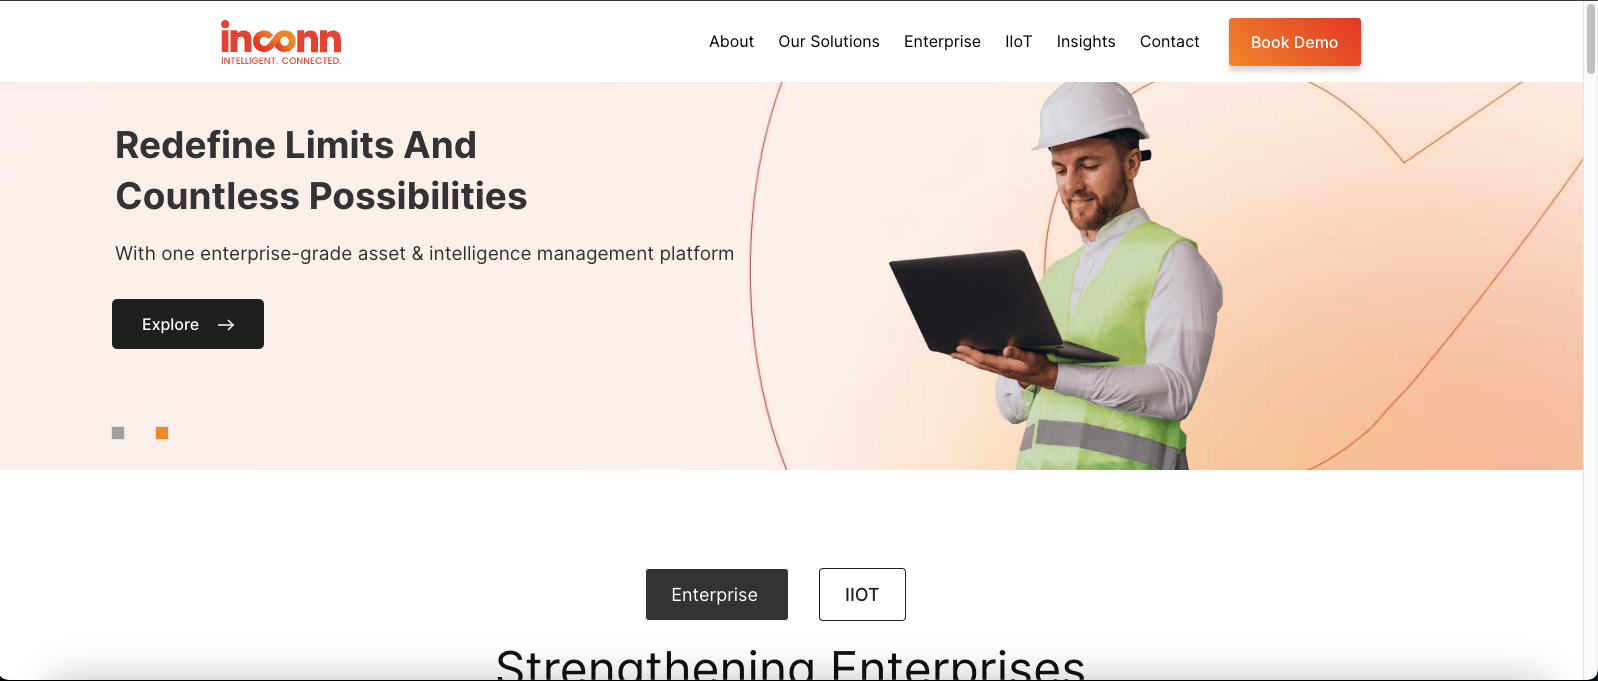 inconn
INTELLIGENT. CONNECTED.
About Our Solutions Enterprise IIoT Insights Contact Book Demo
Redefine Limits And
Countless Possibilities
With one enterprise-grade asset & intelligence management platform
Explore
Enterprise IIOT
Strengthening Enterprises